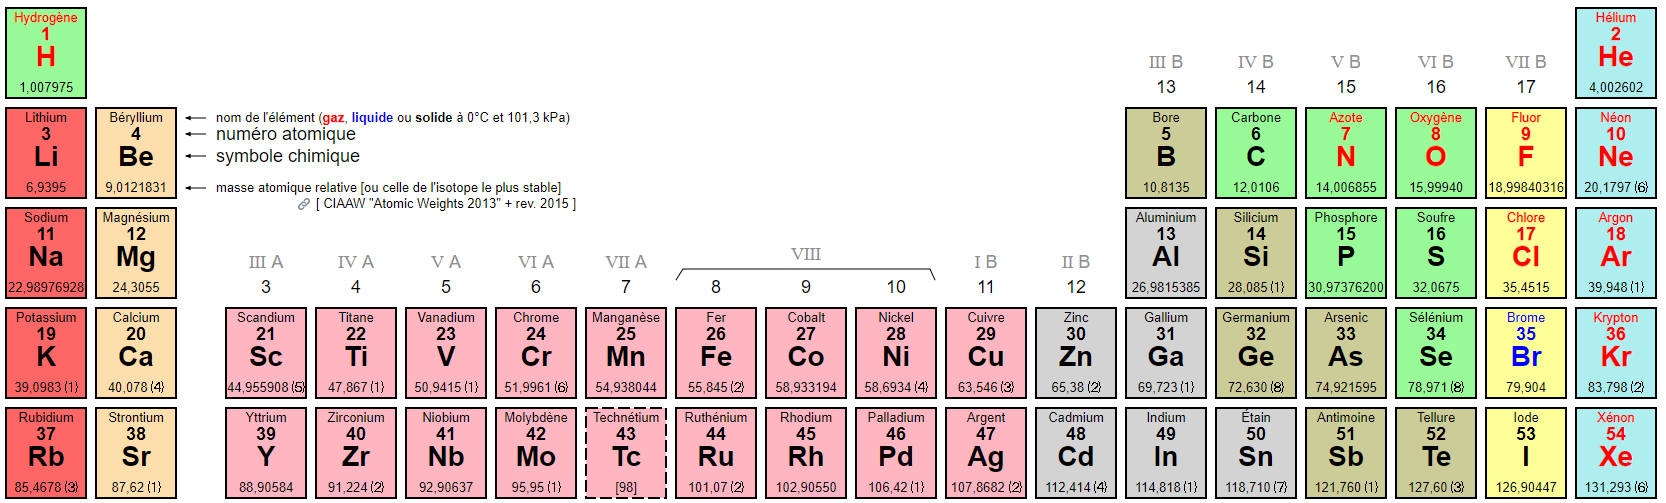 Hydrogène
1
H
1,007975
Hélium
2
He
4,002602
III B
13
IV B
14
V B
15
VI B
16
VII B
17
Lithium
3
Li
6,9395
Béryllium
4
Be
9,0121831
nom de l'élément (gaz, liquide ou solide à 0°C et 101,3 kPa)
numéro atomique
symbole chimique
masse atomique relative [ou celle de l'isotope le plus stable]
[ CIAAW "Atomic Weights 2013" + rev. 2015 ]
Bore
5
B
10,8135
Carbone
6
C
12,0106
Azote
7
N
14,006855
Oxygène
8
O
15,99940
Fluor
9
F
18,99840316
Néon
10
Ne
20,1797 (6)
Sodium
11
Na
22,98976928
Magnésium
12
Mg
24,3055
III A
3
IV A
4
V A
5
VI A
6
VII A
7
VIII
8
9
10
I B
11
II B
12
Aluminium
13
Al
26,9815385
Silicium
14
Si
28,085 (1)
Phosphore
15
P
30,97376200
Soufre
16
S
32,0675
Chlore
17
Cl
35,4515
Argon
18
Ar
39,948 (1)
Potassium
19
K
39,0983 (1)
Calcium
20
Ca
40,078 (4)
Scandium
21
Sc
44,955908 (5)
Titane
22
Ti
47,867 (1)
Vanadium
23
V
50,9415 (1)
Chrome
24
Cr
51,9961 (6)
Manganèse
25
Mn
54,938044
Fer
26
Fe
55,845 (2)
Cobalt
27
Co
58,933194
Nickel
28
Ni
58,6934 (4)
Cuivre
29
Cu
63,546 (3)
Zinc
30
Zn
65,38 (2)
Gallium
31
Ga
69,723 (1)
Germanium
32
Ge
72,630 (8)
Arsenic
33
As
74,921595
Sélénium
34
Se
78,971 (8)
Brome
35
Br
79,904
Krypton
36
Kr
83,798 (2)
Rubidium
37
Rb
85,4678 (3)
Strontium
38
Sr
87,62 (1)
Yttrium
39
Y
88,90584
Zirconium
40
Zr
91,224 (2)
Niobium
41
Nb
92,90637
Molybdène
42
Mo
95,95 (1)
Technétium
43
Tc
[98]
Ruthénium
44
Ru
101,07 (2)
Rhodium
45
Rh
102,90550
Palladium
46
Pd
106,42 (1)
Argent
47
Ag
107,8682 (2)
Cadmium
48
Cd
112,414 (4)
Indium
49
In
114,818 (1)
Étain
50
Sn
118,710 (7)
Antimoine
51
Sb
121,760 (1)
Tellure
52
Te
127,60 (3)
Iode
53
I
126,90447
Xénon
54
Xe
131,293 (6)